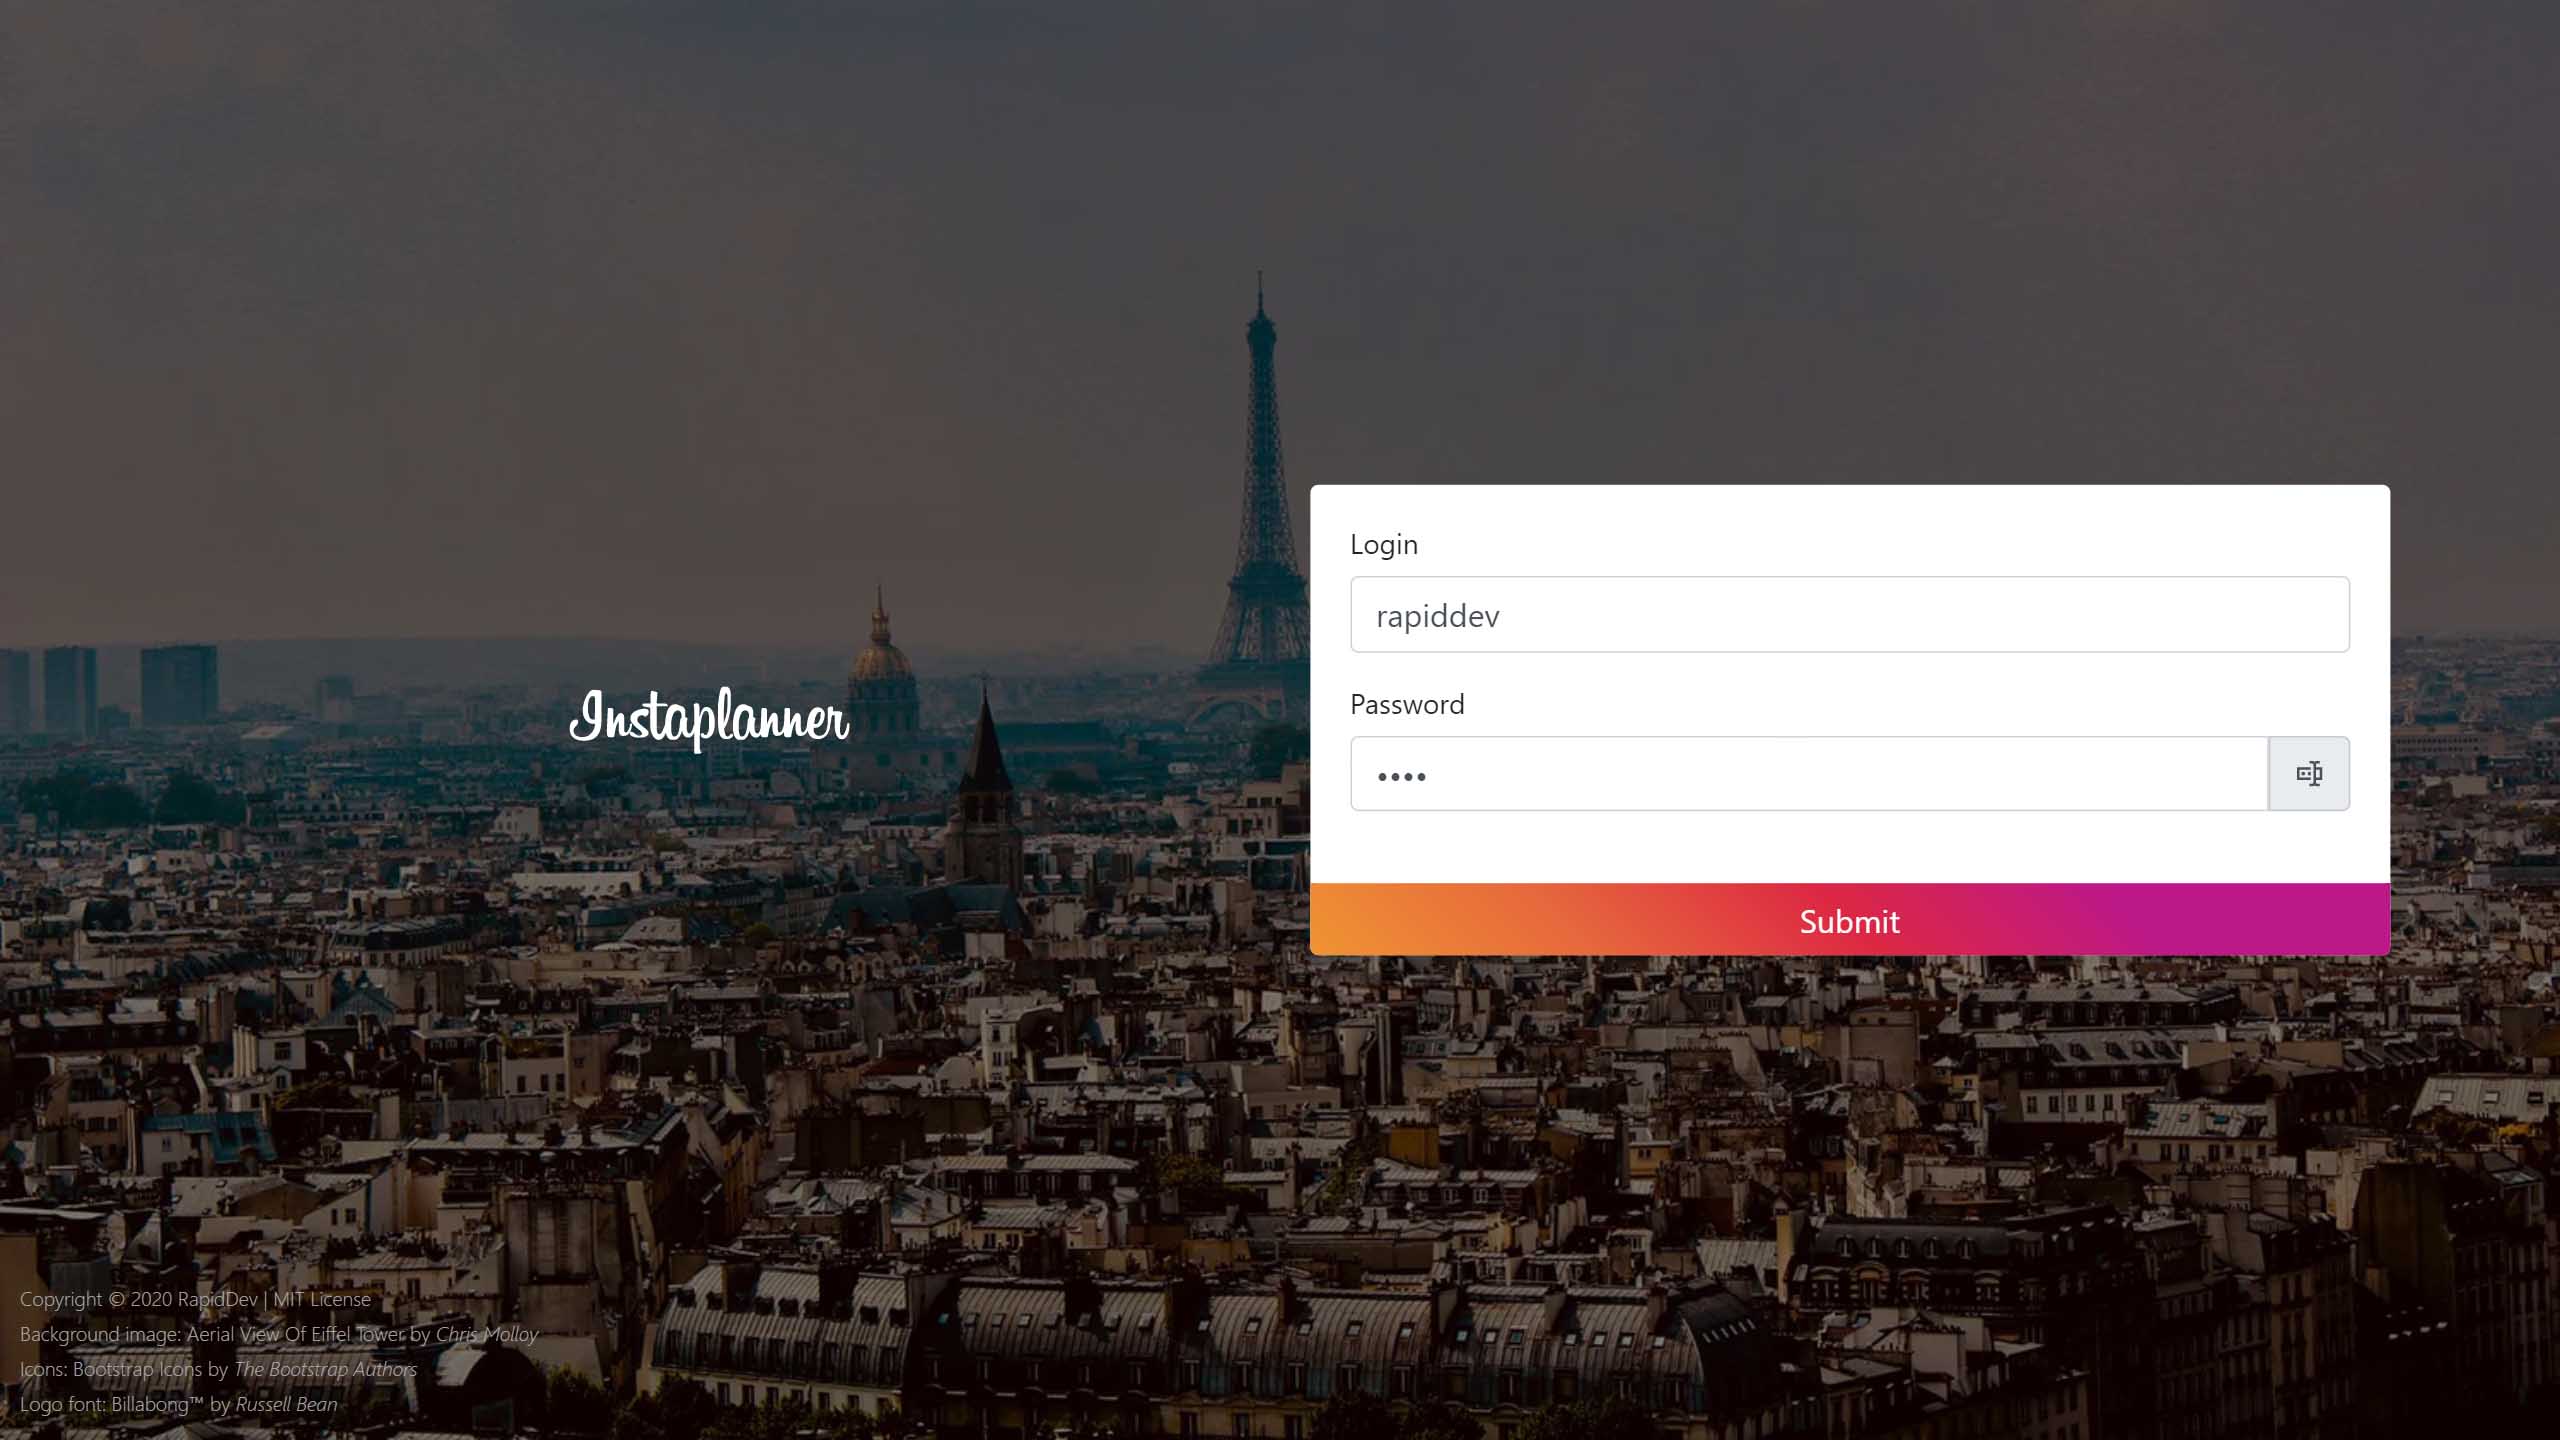 Instaplanner
Login
rapiddev
Password
••••
Submit
Copyright © 2020 RapidDev | MIT License
Background image: Aerial View Of Eiffel Tower by Chris Molloy
Icons: Bootstrap Icons by The Bootstrap Authors
Logo font: Billabong™ by Russell Bean